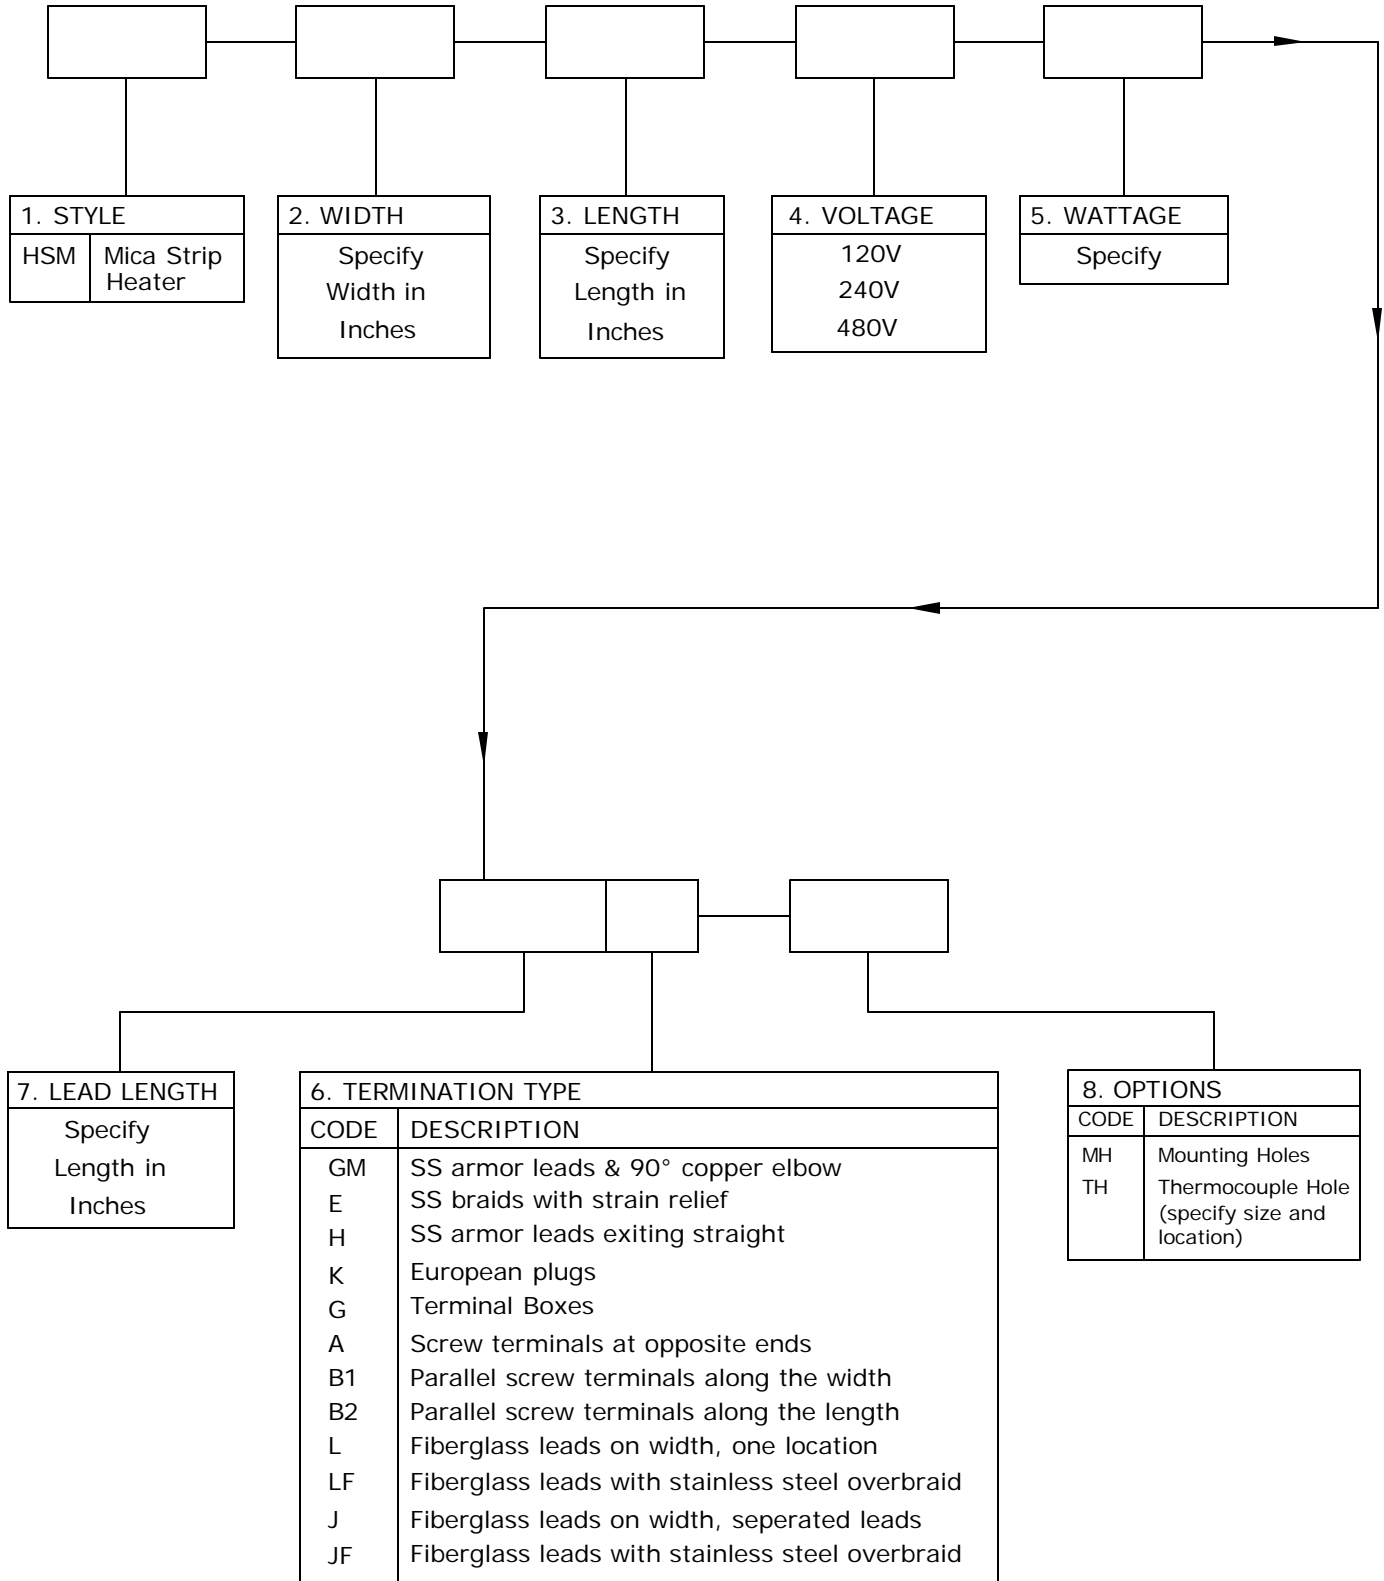 1. STYLE
HSM Mica Strip
Heater
2. WIDTH
Specify
Width in
Inches
3. LENGTH
Specify
Length in
Inches
4. VOLTAGE
120V
240V
480V
5. WATTAGE
Specify
7. LEAD LENGTH
Specify
Length in
Inches
6. TERMINATION TYPE
CODE DESCRIPTION
GM SS armor leads & 90° copper elbow
E SS braids with strain relief
H SS armor leads exiting straight
K European plugs
G Terminal Boxes
A Screw terminals at opposite ends
B1 Parallel screw terminals along the width
B2 Parallel screw terminals along the length
L Fiberglass leads on width, one location
LF Fiberglass leads with stainless steel overbraid
J Fiberglass leads on width, seperated leads
JF Fiberglass leads with stainless steel overbraid
8. OPTIONS
CODE DESCRIPTION
MH Mounting Holes
TH Thermocouple Hole
(specify size and
location)